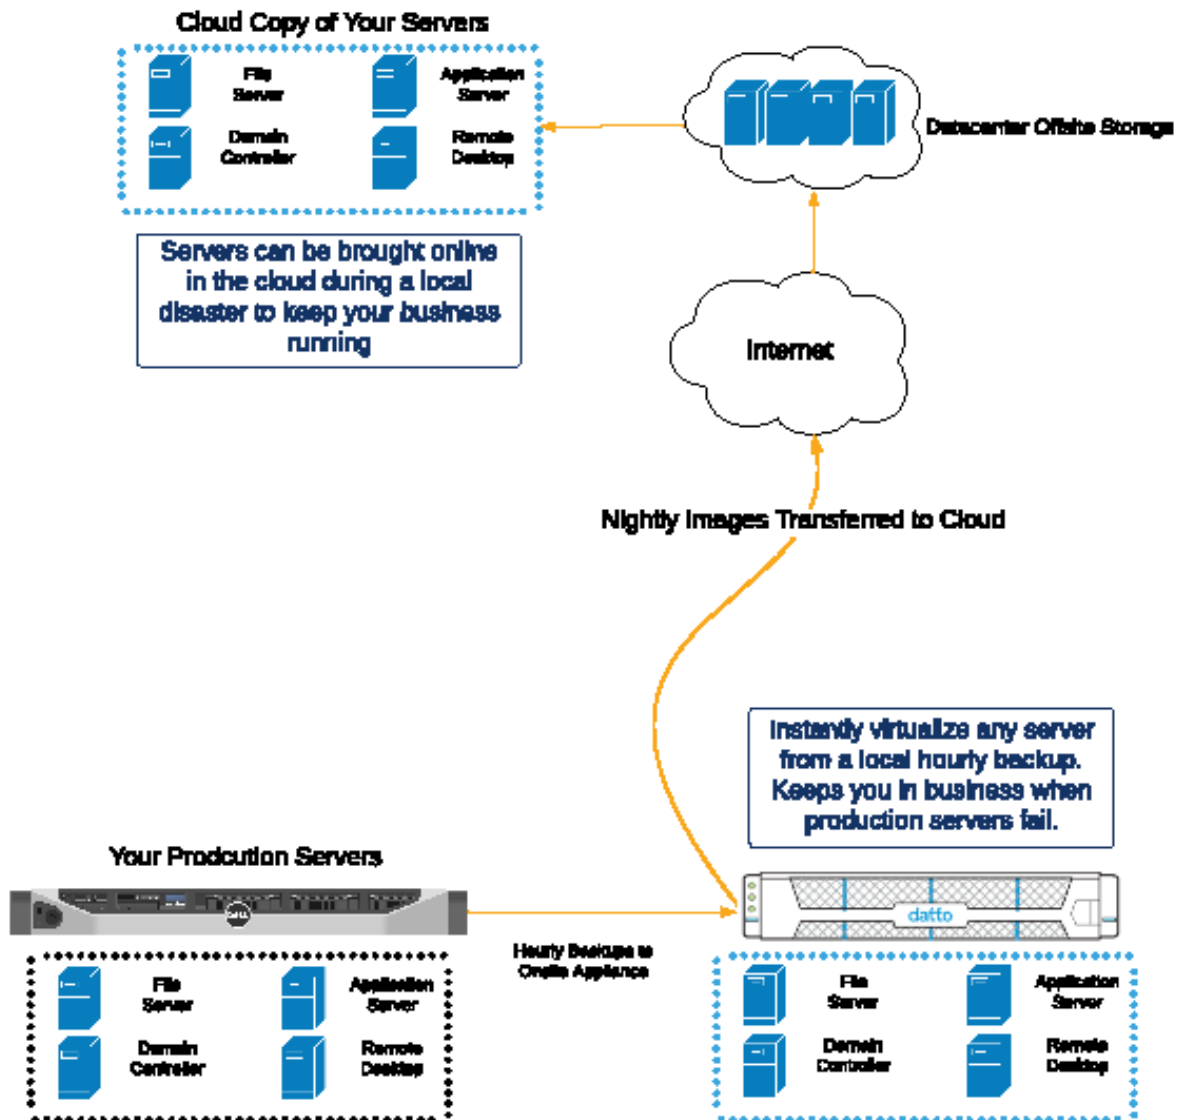 Cloud Copy of Your Servers
File
Server
Application
Server
Domain
Controller
Remote
Desktop
Datacenter Offsite Storage
Servers can be brought online
in the cloud during a local
disaster to keep your business
running
Internet
Nightly Images Transferred to Cloud
Instantly virtualize any server
from a local hourly backup.
Keeps you in business when
production servers fail.
Your Prodcution Servers
DELL
datto
Hourly Backups to
Onsite Appliance
File
Server
Application
Server
Domain
Controller
Remote
Desktop
File
Server
Application
Server
Domain
Controller
Remote
Desktop